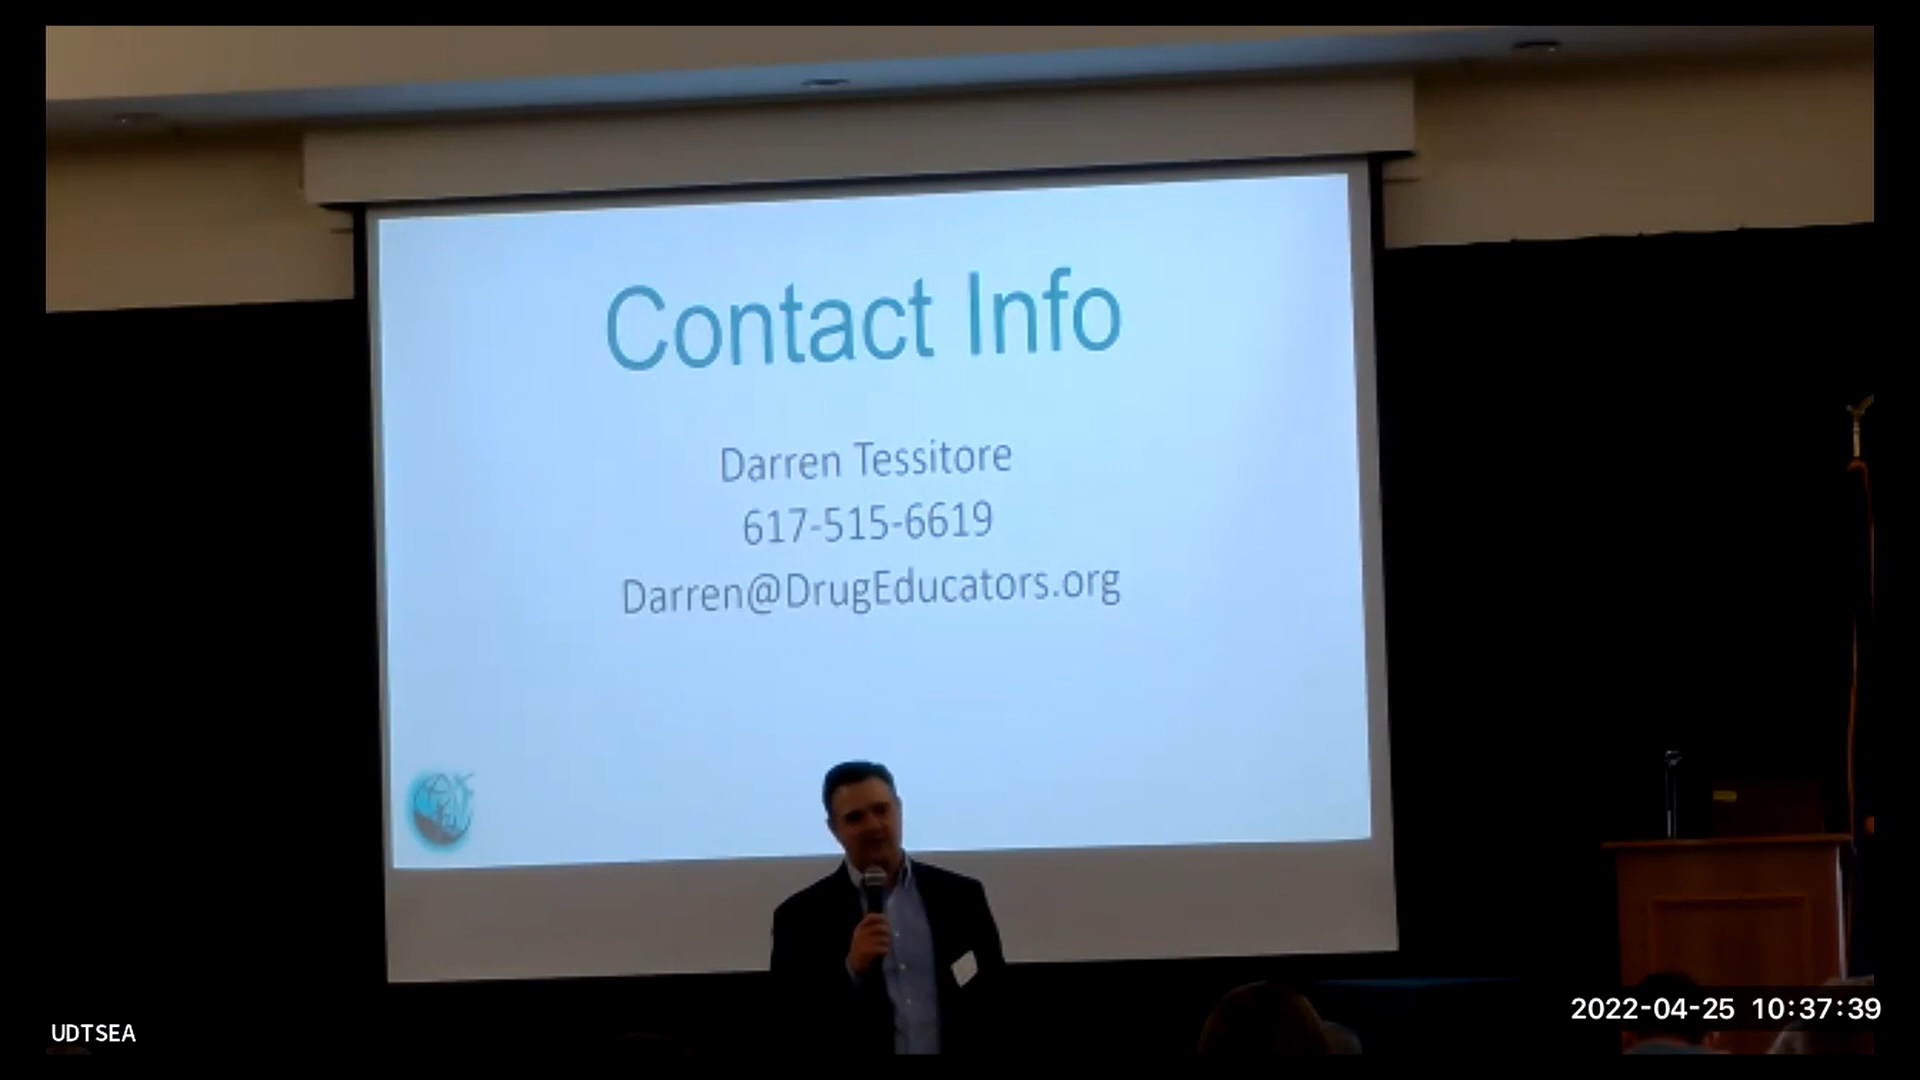 Contact Info
Darren Tessitore
617-515-6619
Darren@DrugEducators.org
UDTSEA
2022-04-25 10:37:39